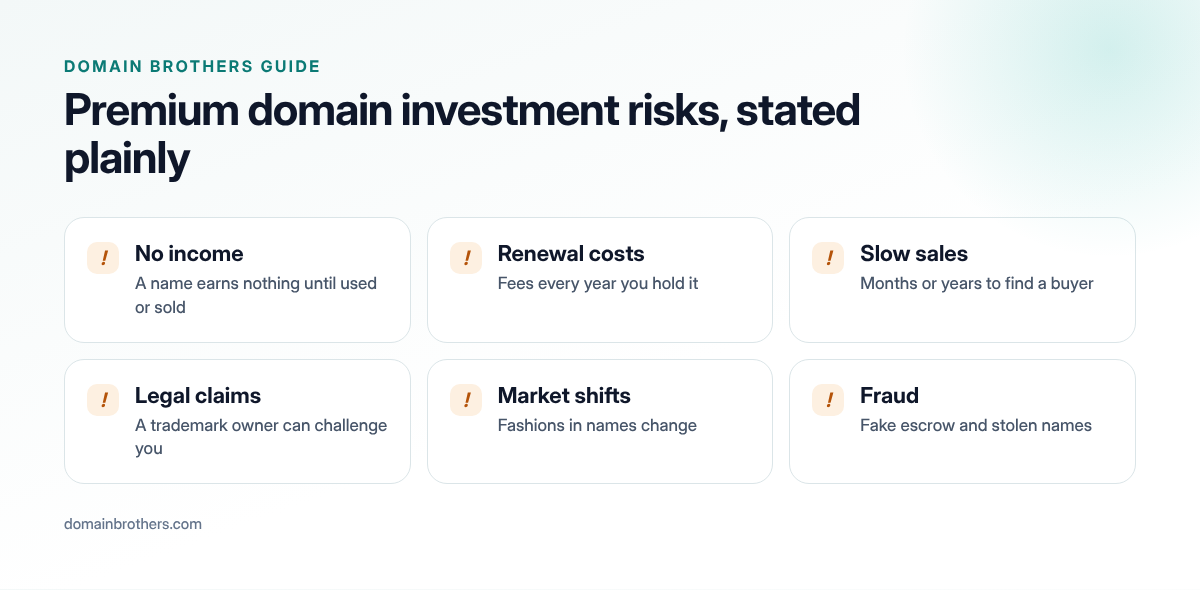 DOMAIN BROTHERS GUIDE
Premium domain investment risks, stated
plainly
! No income
A name earns nothing until used
or sold
! Renewal costs
Fees every year you hold it
! Slow sales
Months or years to find a buyer
! Legal claims
A trademark owner can challenge
you
! Market shifts
Fashions in names change
! Fraud
Fake escrow and stolen names
domainbrothers.com